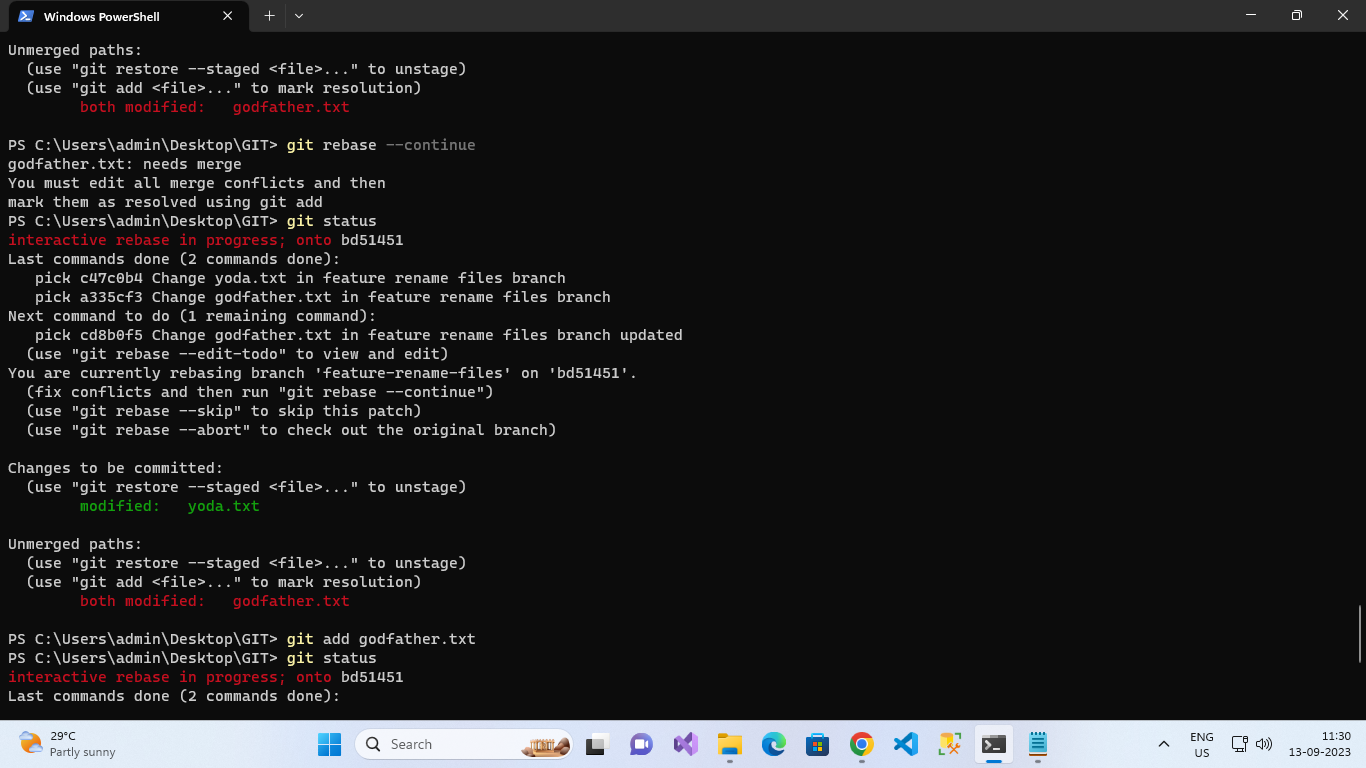 Windows PowerShell
Unmerged paths:
  (use "git restore --staged <file>..." to unstage)
  (use "git add <file>..." to mark resolution)
        both modified:   godfather.txt
PS C:\Users\admin\Desktop\GIT> git rebase --continue
godfather.txt: needs merge
You must edit all merge conflicts and then
mark them as resolved using git add
PS C:\Users\admin\Desktop\GIT> git status
interactive rebase in progress; onto bd51451
Last commands done (2 commands done):
   pick c47c0b4 Change yoda.txt in feature rename files branch
   pick a335cf3 Change godfather.txt in feature rename files branch
Next command to do (1 remaining command):
   pick cd8b0f5 Change godfather.txt in feature rename files branch updated
  (use "git rebase --edit-todo" to view and edit)
You are currently rebasing branch 'feature-rename-files' on 'bd51451'.
  (fix conflicts and then run "git rebase --continue")
  (use "git rebase --skip" to skip this patch)
  (use "git rebase --abort" to check out the original branch)
Changes to be committed:
  (use "git restore --staged <file>..." to unstage)
        modified:   yoda.txt
Unmerged paths:
  (use "git restore --staged <file>..." to unstage)
  (use "git add <file>..." to mark resolution)
        both modified:   godfather.txt
PS C:\Users\admin\Desktop\GIT> git add godfather.txt
PS C:\Users\admin\Desktop\GIT> git status
interactive rebase in progress; onto bd51451
Last commands done (2 commands done):
29°C
Partly sunny
Search
ENG
US
11:30
13-09-2023